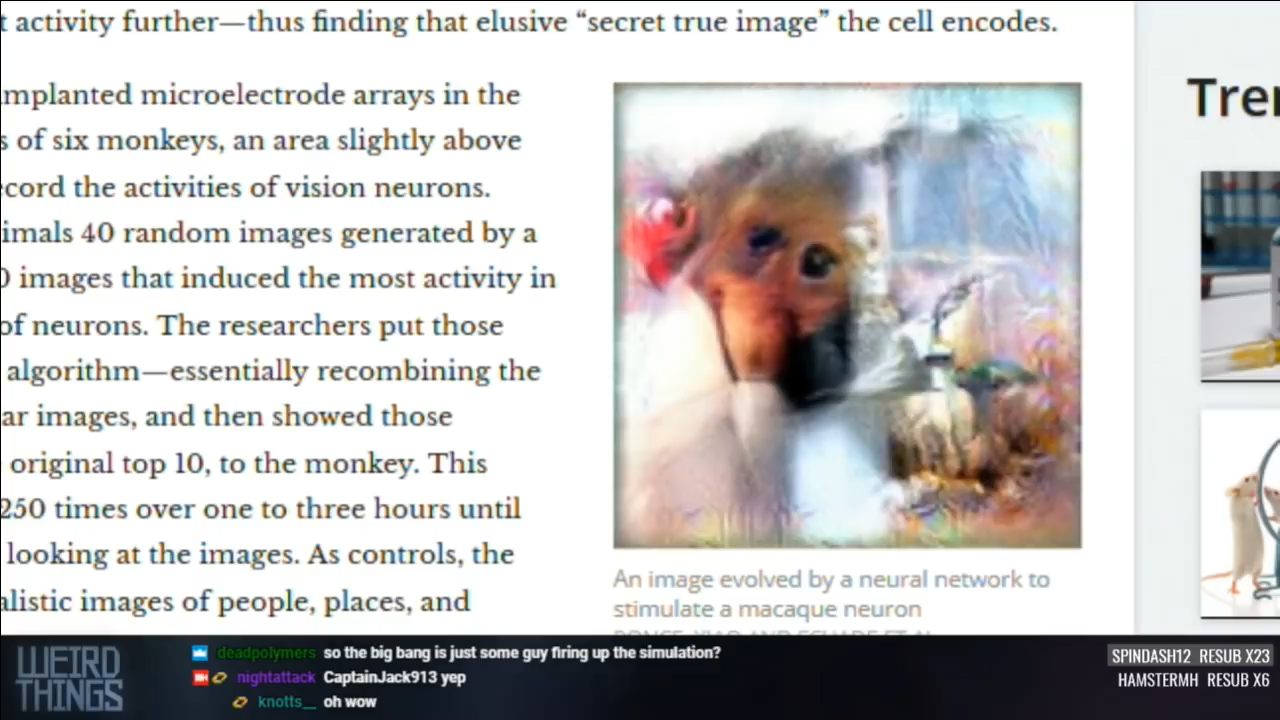 t activity further—thus finding that elusive “secret true image” the cell encodes.
mplanted microelectrode arrays in the
s of six monkeys, an area slightly above
cord the activities of vision neurons.
imals 40 random images generated by a
0 images that induced the most activity in
of neurons. The researchers put those
algorithm—essentially recombining the
ar images, and then showed those
original top 10, to the monkey. This
250 times over one to three hours until
looking at the images. As controls, the
alistic images of people, places, and
An image evolved by a neural network to
stimulate a macaque neuron
Tre
WEIRD
THINGS
deadpolymers so the big bang is just some guy firing up the simulation?
nightattack CaptainJack913 yep
knotts__ oh wow
SPINDASH12 RESUB X23
HAMSTERMH RESUB X6